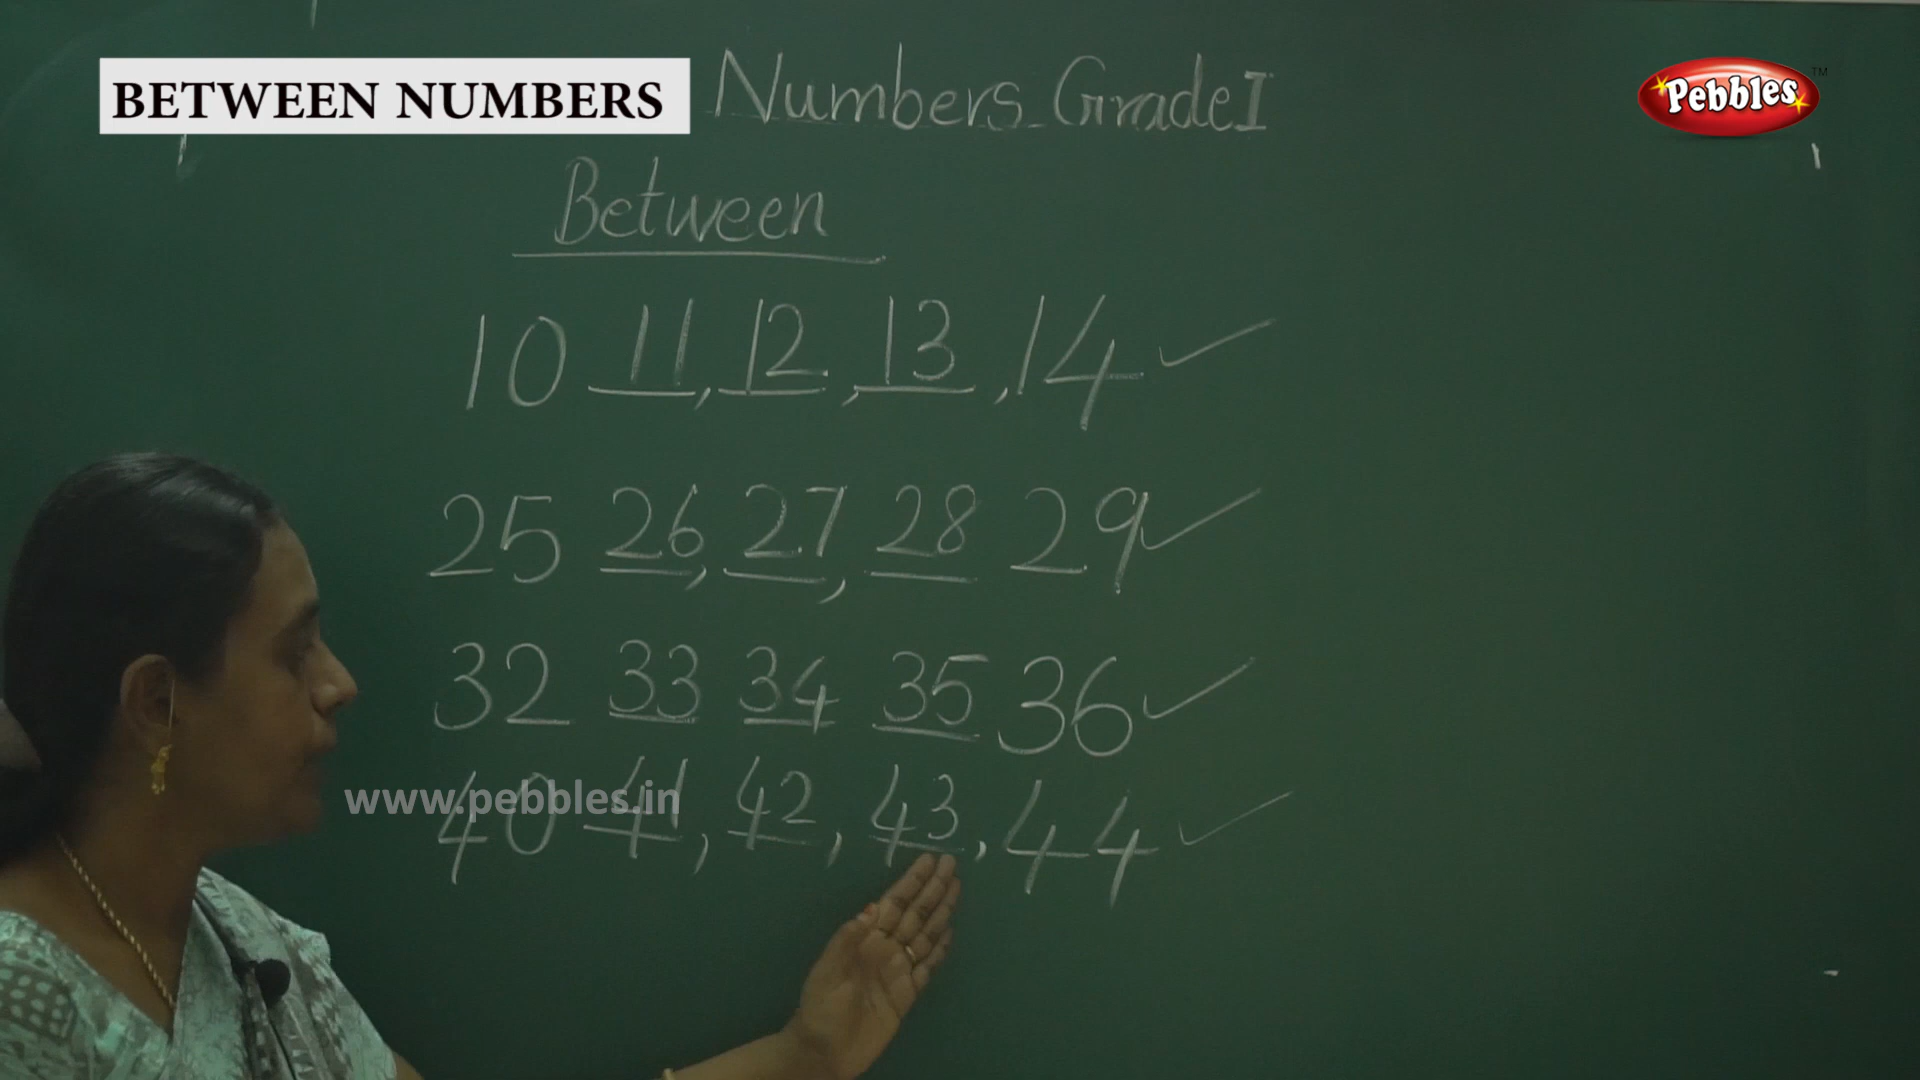 BETWEEN NUMBERS
Numbers Grade I
Pebbles TM
Between
10 11, 12, 13, 14
25 26, 27, 28 29
32 33 34 35 36
40 41, 42, 43, 44
www.pebbles.in